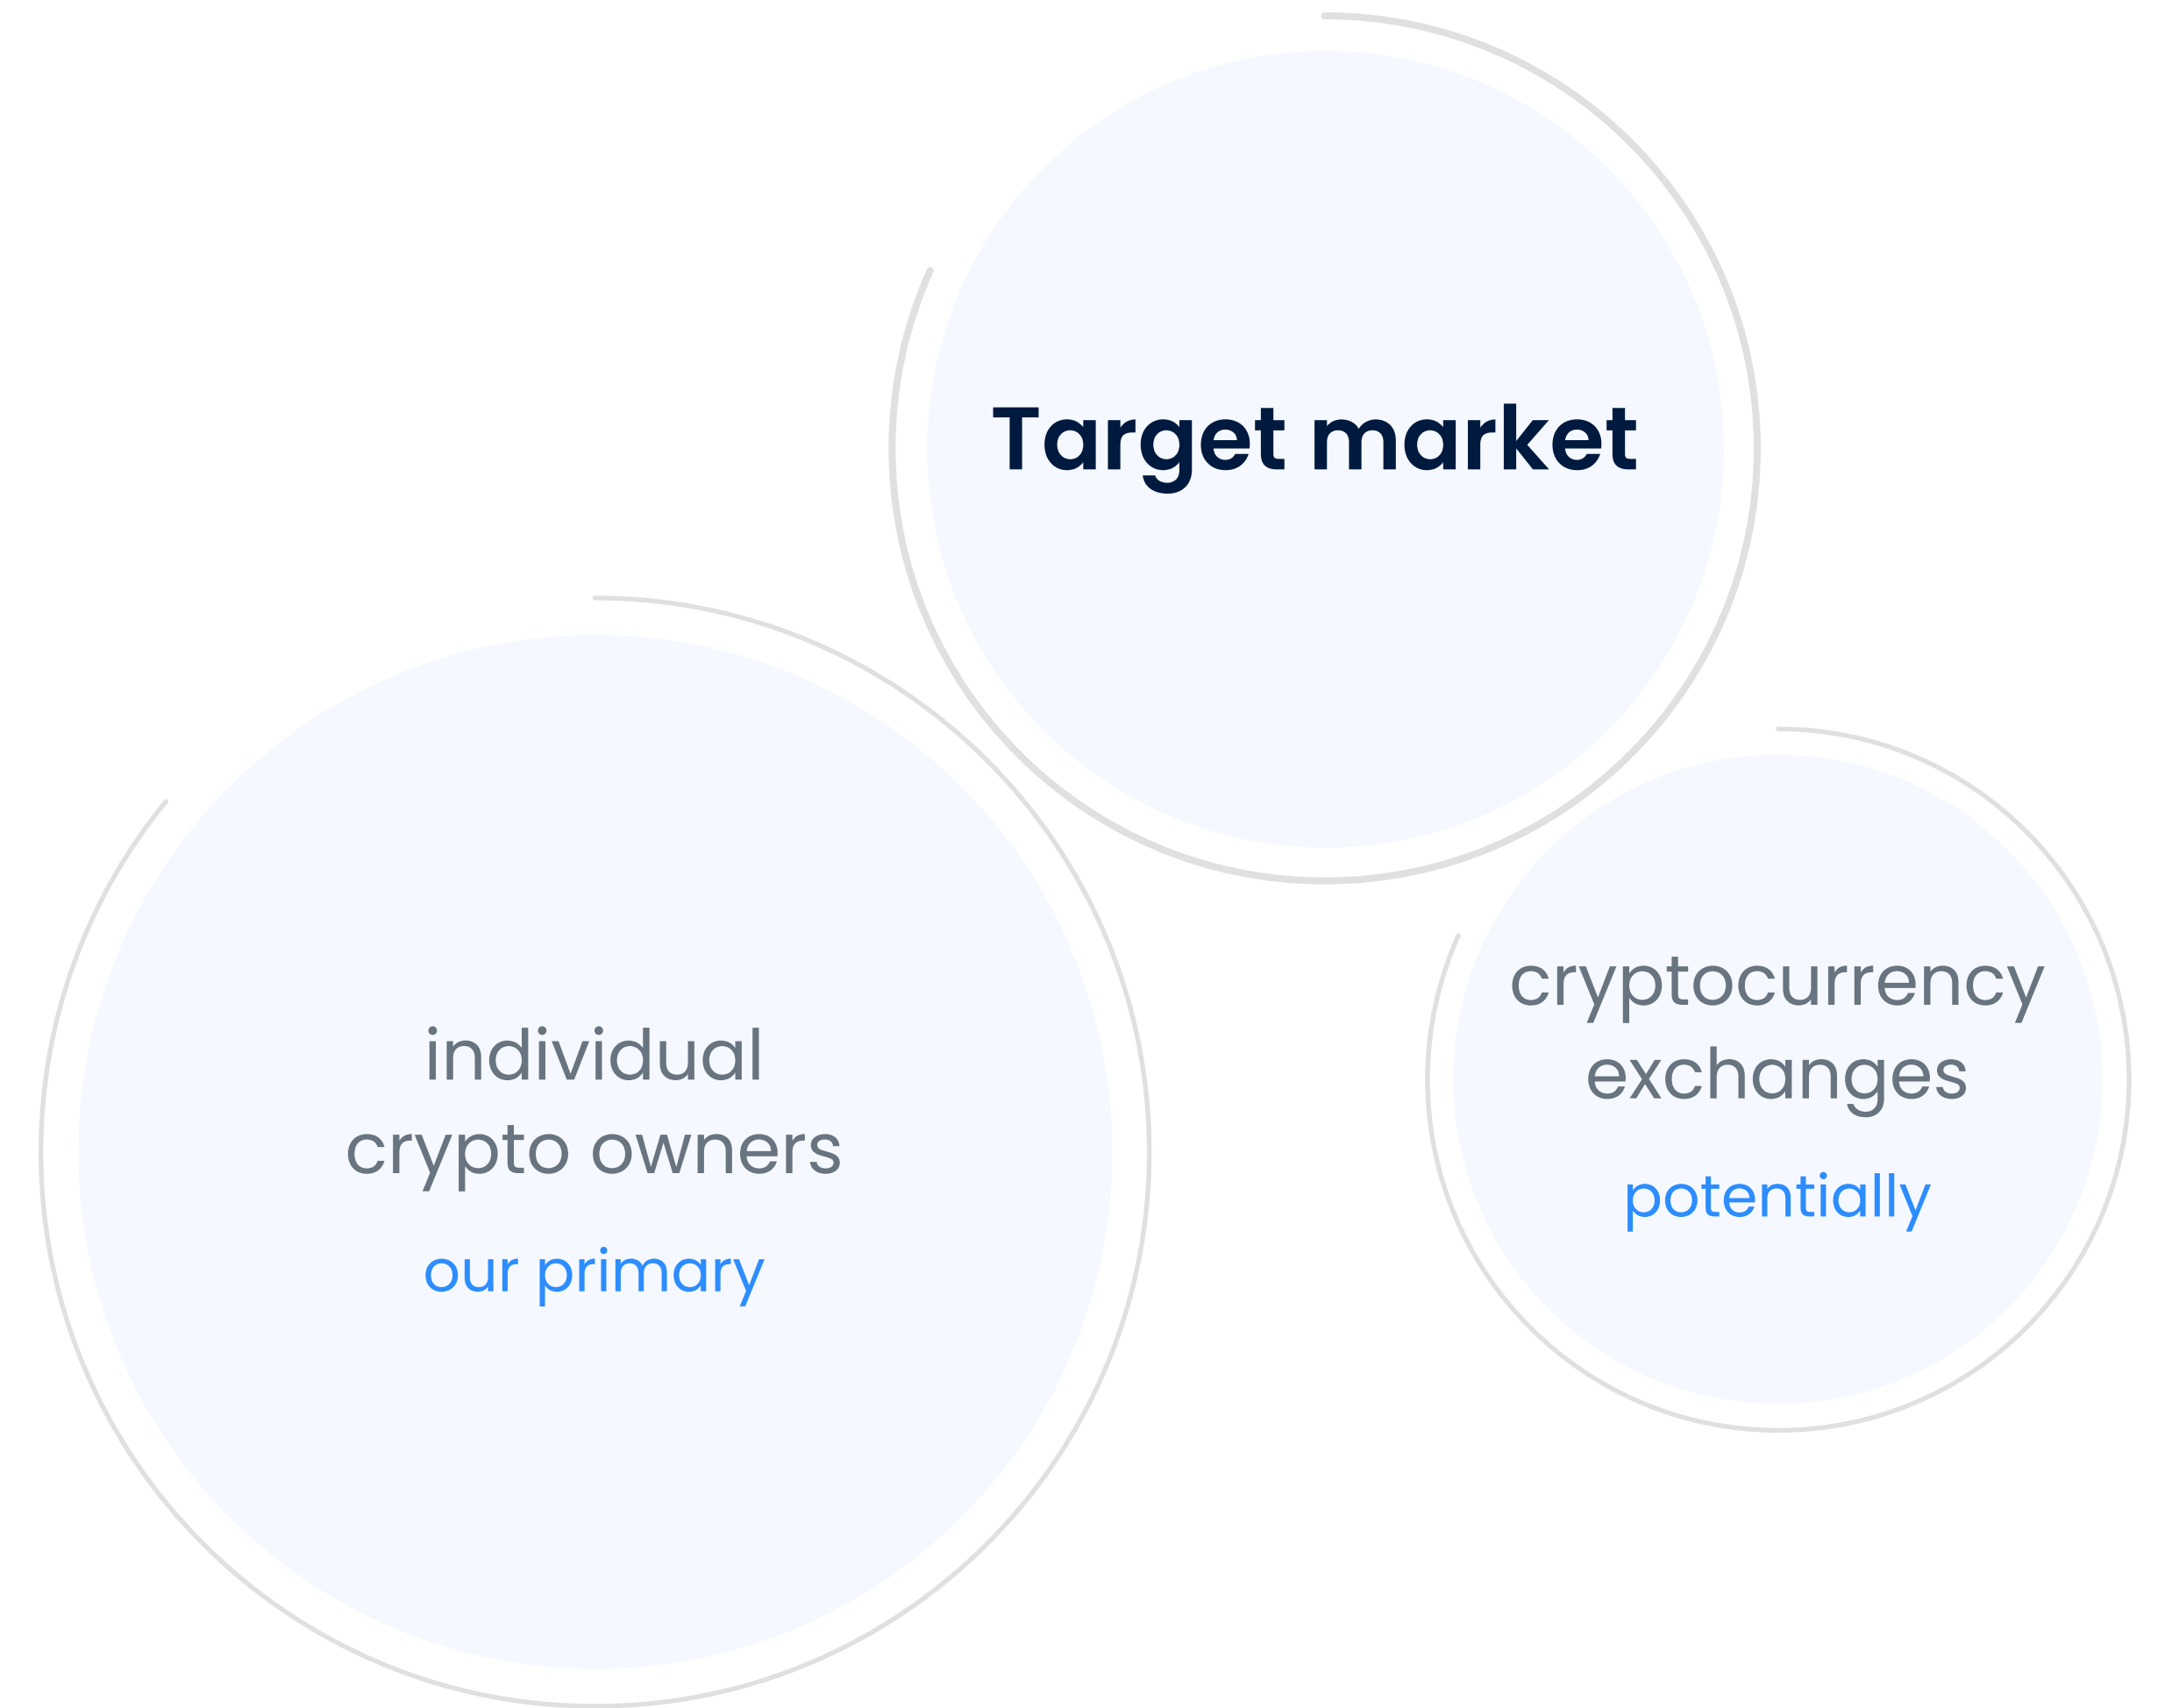 Target market
individual
crypto owners
our primary
cryptocurrency
exchanges
potentially